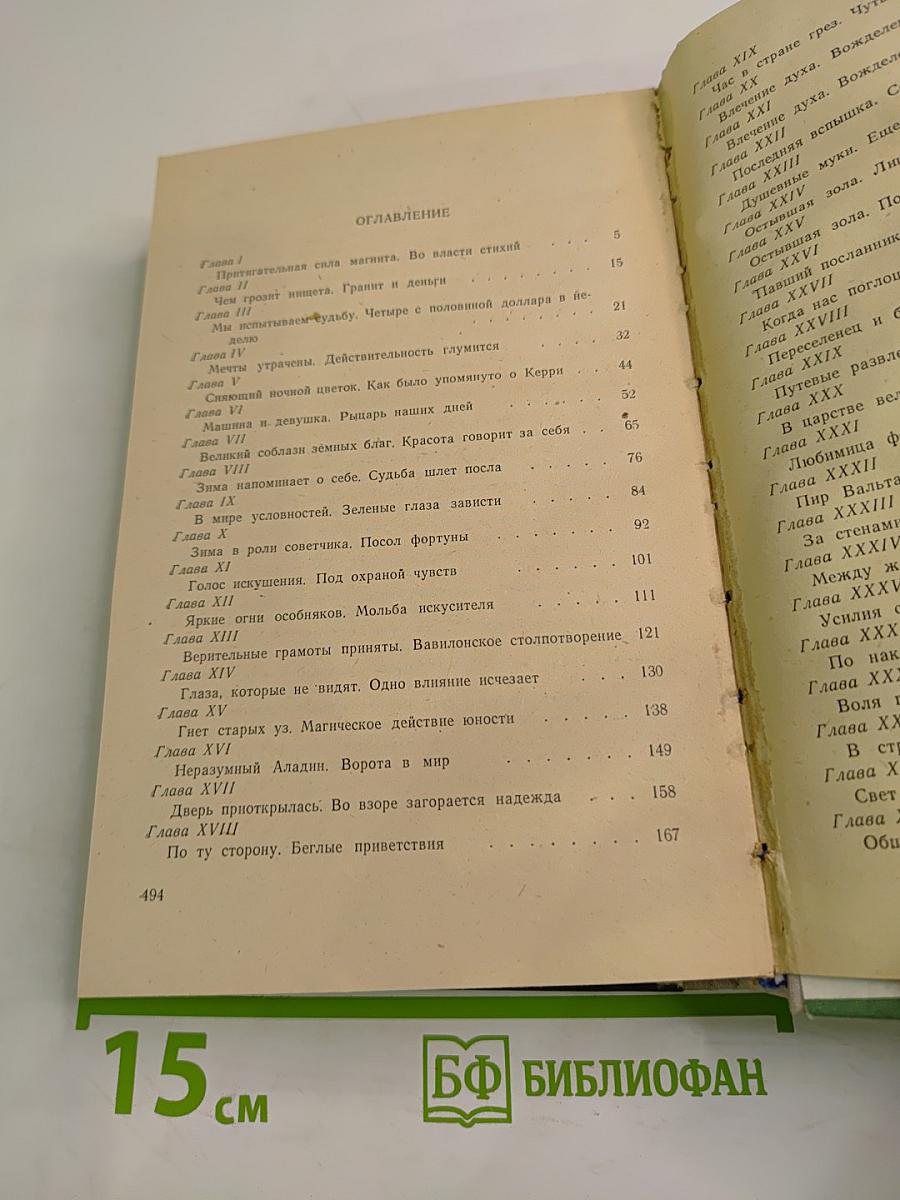 ОГЛАВЛЕНИЕ
Глава I
Притягательная сила магнита. Во власти стихий . . . 5
Глава II
Чем грозит нищета. Гранит и деньги . . . . . . . 15
Глава III
Мы испытываем судьбу. Четыре с половиной доллара в не-
делю . . . . . . . 21
Глава IV
Мечты утрачены. Действительность глумится . . . . 32
Глава V
Сияющий ночной цветок. Как было упомянуто о Керри . . 44
Глава VI
Машина и девушка. Рыцарь наших дней . . . . . 52
Глава VII
Великий соблазн земных благ. Красота говорит за себя . . 65
Глава VIII
Зима напоминает о себе. Судьба шлет посла . . . . . 76
Глава IX
В мире условностей. Зеленые глаза зависти . . . . . 84
Глава X
Зима в роли советчика. Посол фортуны . . . . . . . 92
Глава XI
Голос искушения. Под охраной чувств . . . . . . 101
Глава XII
Яркие огни особняков. Мольба искусителя . . . . . 111
Глава XIII
Верительные грамоты приняты. Вавилонское столпотворение 121
Глава XIV
Глаза, которые не видят. Одно влияние исчезает . . . 130
Глава XV
Гнет старых уз. Магическое действие юности . . . . . 138
Глава XVI
Неразумный Аладин. Ворота в мир . . . . . . . 149
Глава XVII
Дверь приоткрылась. Во взоре загорается надежда . . . 158
Глава XVIII
По ту сторону. Беглые приветствия . . . . . . . . 167
494
Глава XIX
Час в стране грез.
Глава XX
Влечение духа.
Глава XXI
Влечение духа.
Глава XXII
Последняя вспышка.
Глава XXIII
Душевные муки. Еще
Глава XXIV
Остывшая зола.
Глава XXV
Остывшая зола.
Глава XXVI
Павший посланник
Глава XXVII
Когда нас поглощ
Глава XXVIII
Переселенец и б
Глава XXIX
Путевые развле
Глава XXX
В царстве вел
Глава XXXI
Любимица ф
Глава XXXII
Пир Валта
Глава XXXIII
За стенами
Глава XXXIV
Между ж
Глава XXXV
Усилия с
Глава XXX
По нак
Глава XXX
Воля п
Глава XX
В стр
Глава X
Свет
Глава
Общ
15 см
БФ БИБЛИОФАН